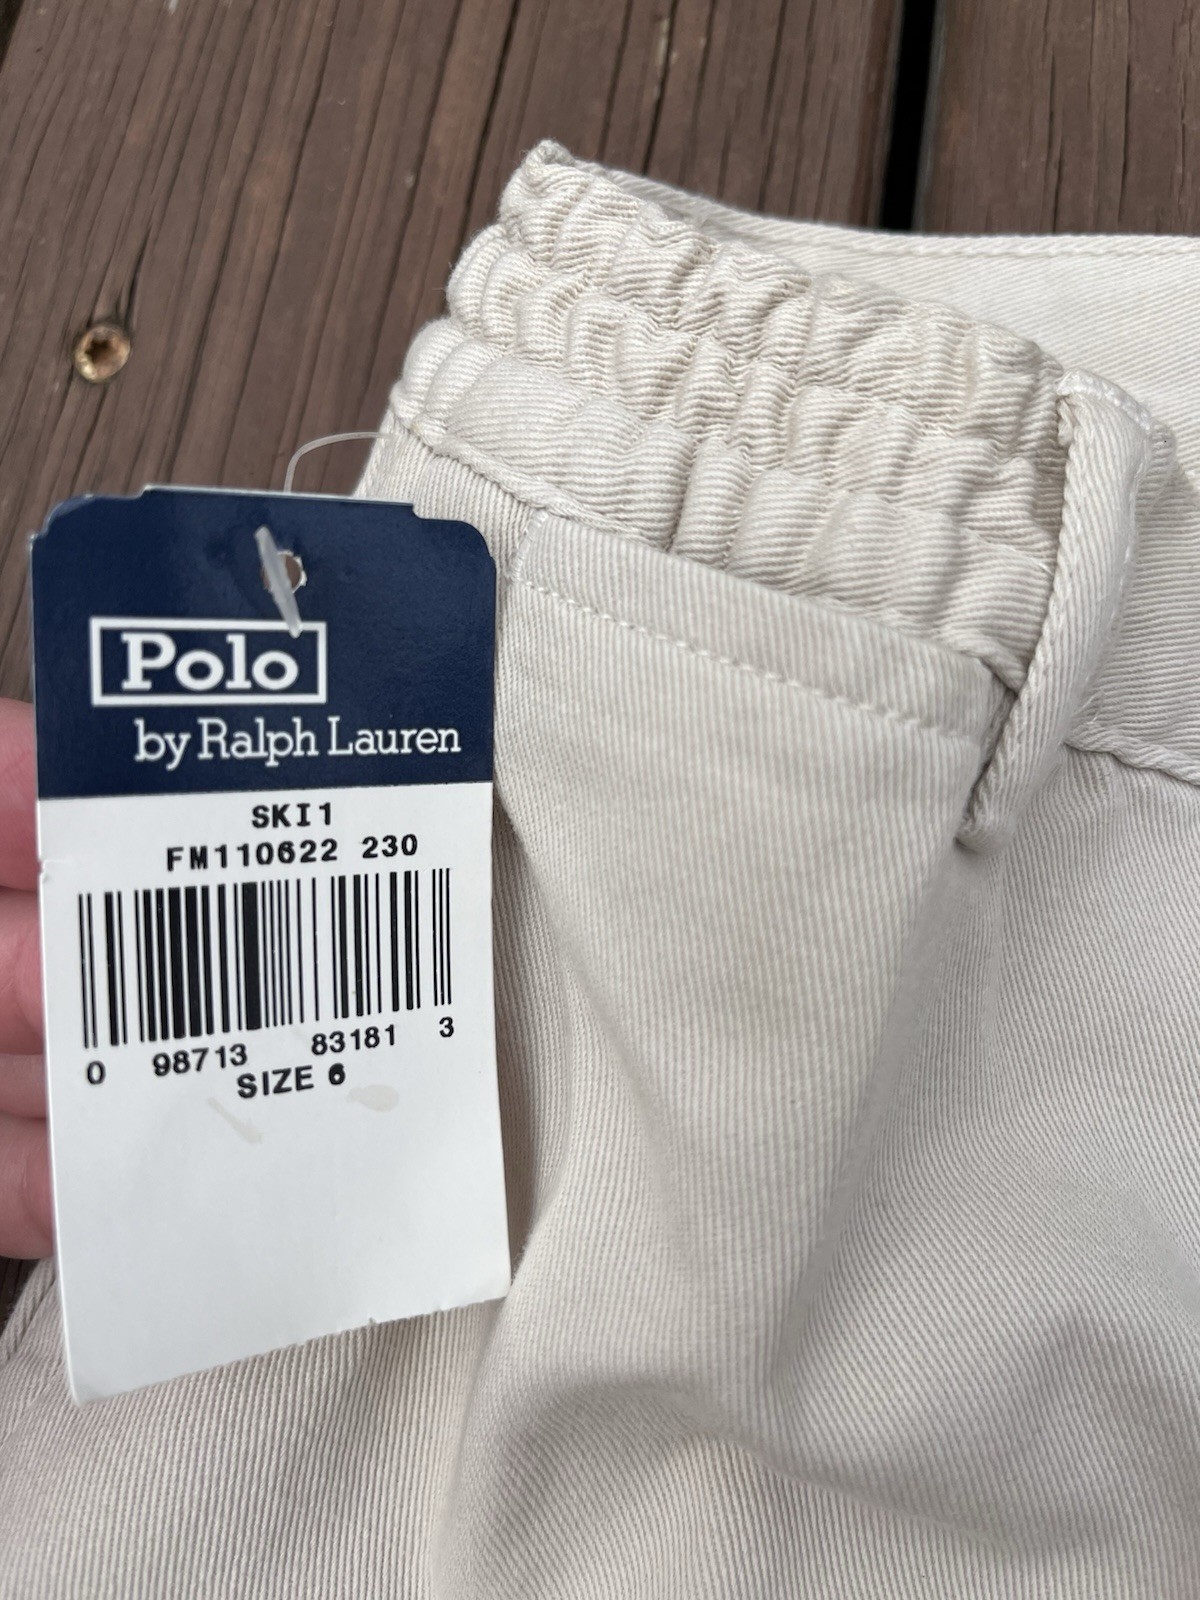 Polo
by Ralph Lauren
SKI1
FM110622 230
0 98713 83181 3
SIZE 6